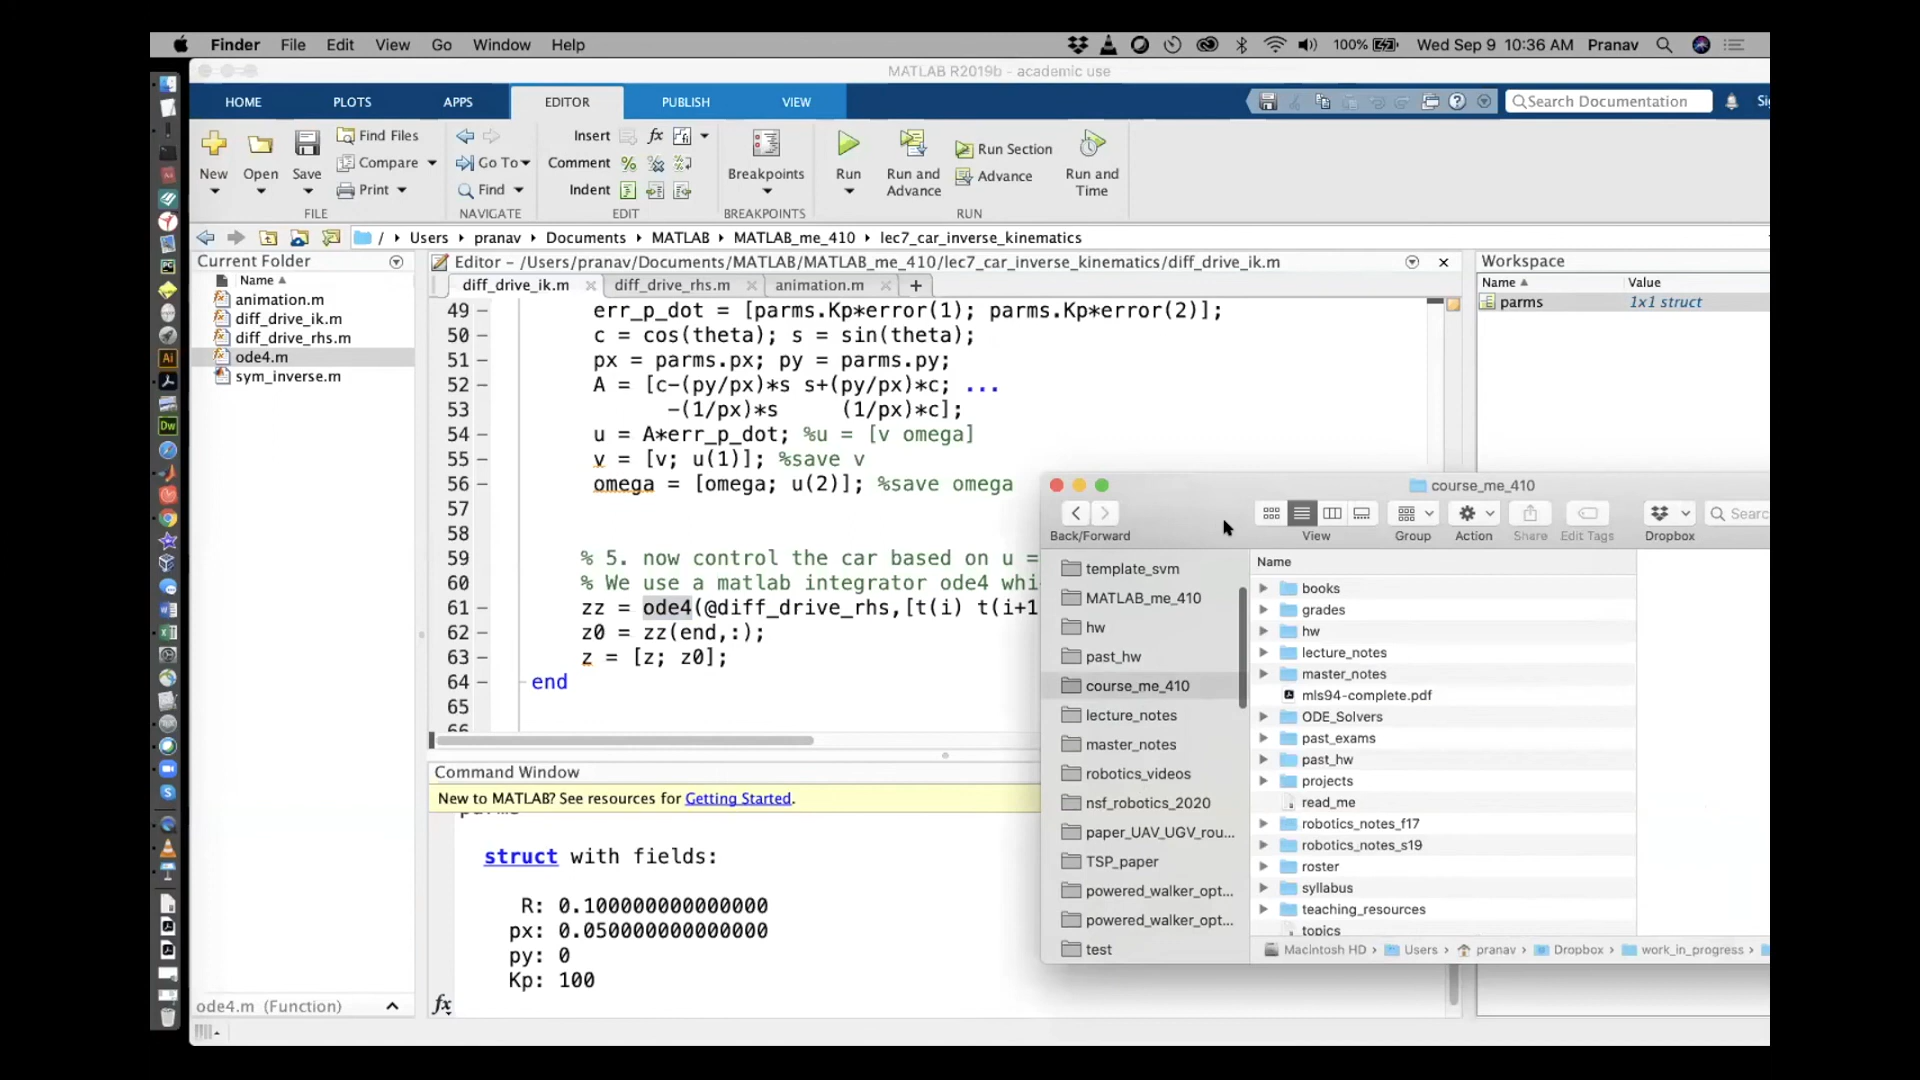 Finder File Edit View Go Window Help 100% Wed Sep 9 10:36 AM Pranav
MATLAB R2019b - academic use
HOME PLOTS APPS EDITOR PUBLISH VIEW Search Documentation
New Open Save Find Files Compare Print Go To Find Insert fx Comment Indent Breakpoints Run Run and Advance Run Section Advance Run and Time
FILE NAVIGATE EDIT BREAKPOINTS RUN
/ Users pranav Documents MATLAB MATLAB_me_410 lec7_car_inverse_kinematics
Current Folder
Name
animation.m
diff_drive_ik.m
diff_drive_rhs.m
ode4.m
sym_inverse.m
ode4.m (Function)
Editor - /Users/pranav/Documents/MATLAB/MATLAB_me_410/lec7_car_inverse_kinematics/diff_drive_ik.m
diff_drive_ik.m diff_drive_rhs.m animation.m +
49 – err_p_dot = [parms.Kp*error(1); parms.Kp*error(2)];
50 – c = cos(theta); s = sin(theta);
51 – px = parms.px; py = parms.py;
52 – A = [c-(py/px)*s s+(py/px)*c; ...
53 -(1/px)*s (1/px)*c];
54 – u = A*err_p_dot; %u = [v omega]
55 – v = [v; u(1)]; %save v
56 – omega = [omega; u(2)]; %save omega
57
58
59 % 5. now control the car based on u =
60 % We use a matlab integrator ode4 whi
61 – zz = ode4(@diff_drive_rhs,[t(i) t(i+1
62 – z0 = zz(end,:);
63 – z = [z; z0];
64 – end
65
66
Command Window
New to MATLAB? See resources for Getting Started.
parms
struct with fields:
R: 0.100000000000000
px: 0.050000000000000
py: 0
Kp: 100
fx
Workspace
Name Value
parms 1x1 struct
course_me_410
Back/Forward View Group Action Share Edit Tags Dropbox
template_svm
MATLAB_me_410
hw
past_hw
course_me_410
lecture_notes
master_notes
robotics_videos
nsf_robotics_2020
paper_UAV_UGV_rou...
TSP_paper
powered_walker_opt...
powered_walker_opt...
test
Name
books
grades
hw
lecture_notes
master_notes
mls94-complete.pdf
ODE_Solvers
past_exams
past_hw
projects
read_me
robotics_notes_f17
robotics_notes_s19
roster
syllabus
teaching_resources
topics
Macintosh HD Users pranav Dropbox work_in_progress
Ai
Dw